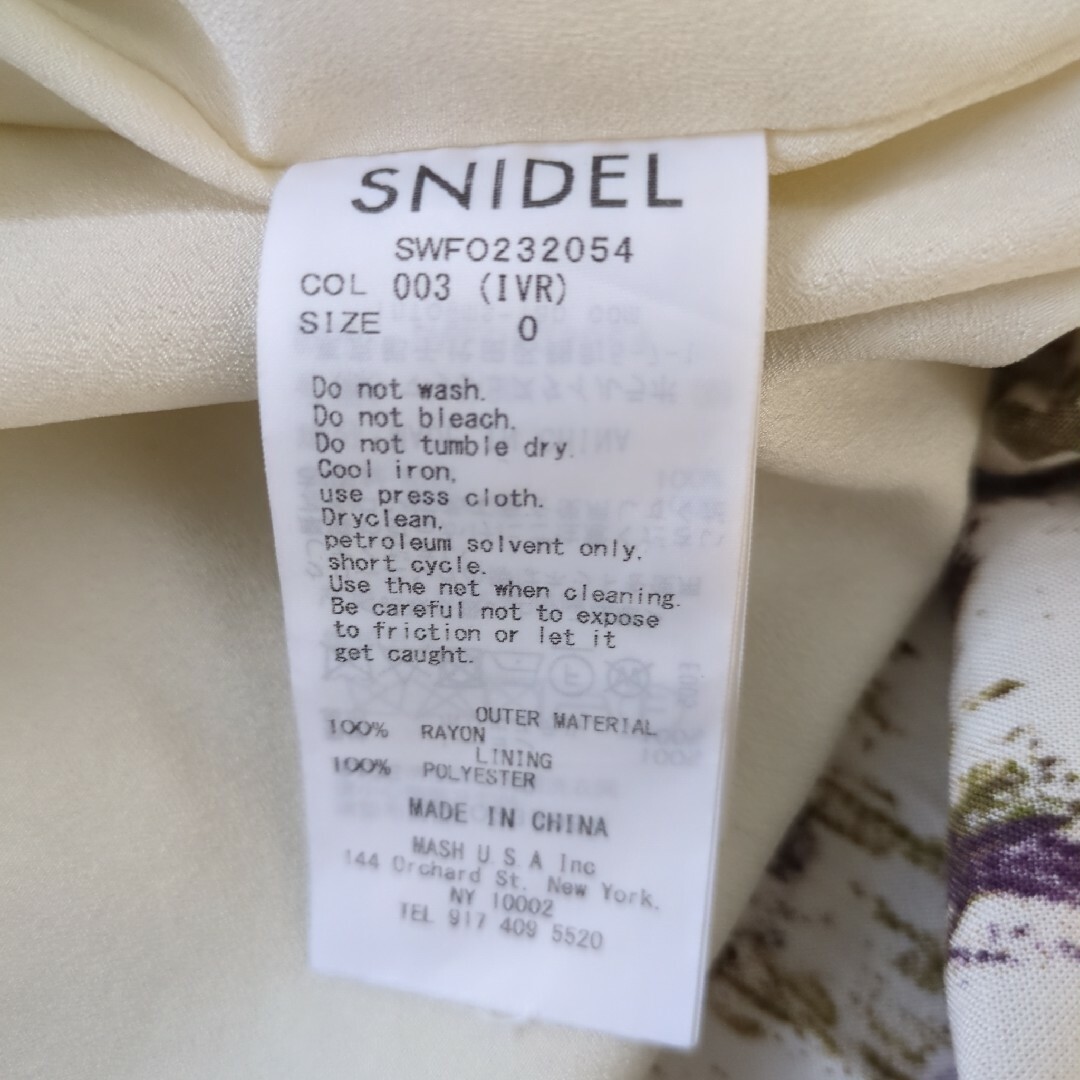 SNIDEL
SWFO232054
COL 003 (IVR)
SIZE 0
Do not wash.
Do not bleach.
Do not tumble dry.
Cool iron,
use press cloth.
Dryclean,
petroleum solvent only,
short cycle.
Use the net when cleaning.
Be careful not to expose
to friction or let it
get caught.
OUTER MATERIAL
100% RAYON
LINING
100% POLYESTER
MADE IN CHINA
MASH U.S.A Inc
144 Orchard St. New York.
NY 10002
TEL 917 409 5520